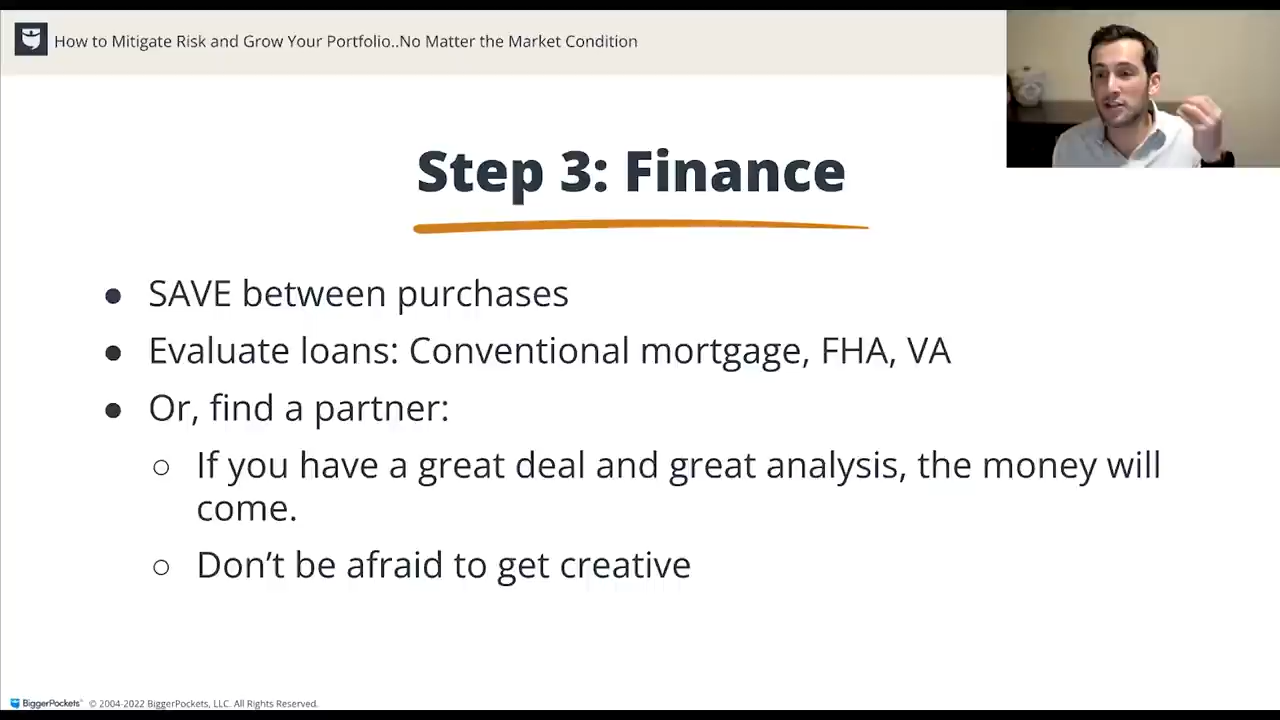 How to Mitigate Risk and Grow Your Portfolio..No Matter the Market Condition
Step 3: Finance
● SAVE between purchases
● Evaluate loans: Conventional mortgage, FHA, VA
● Or, find a partner:
○ If you have a great deal and great analysis, the money will
come.
○ Don’t be afraid to get creative
BiggerPockets © 2004-2022 BiggerPockets, LLC. All Rights Reserved.